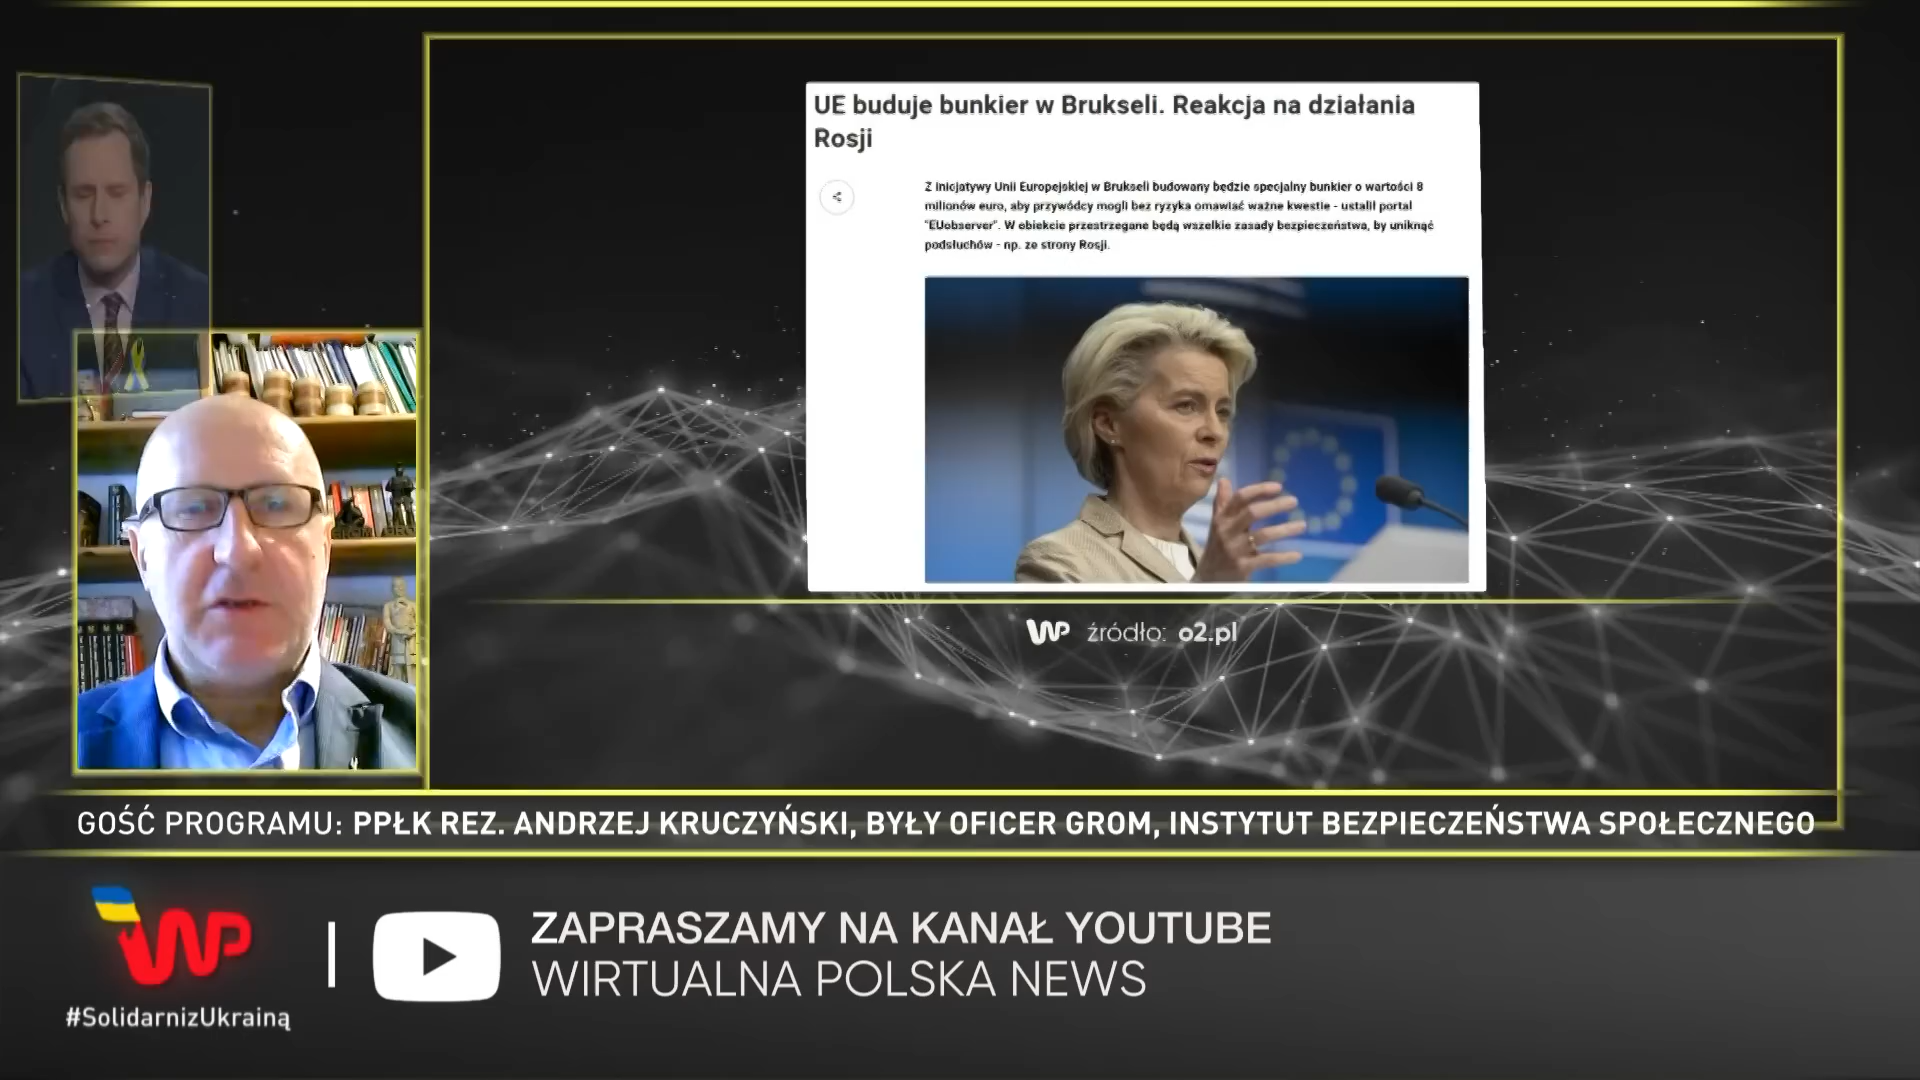 UE buduje bunkier w Brukseli. Reakcja na działania
Rosji
Z inicjatywy Unii Europejskiej w Brukseli budowany będzie specjalny bunkier o wartości 8
milionów euro, aby przywódcy mogli bez ryzyka omawiać ważne kwestie - ustalił portal
"EUobserver". W obiekcie przestrzegane będą wszelkie zasady bezpieczeństwa, by uniknąć
podsłuchów - np. ze strony Rosji.
WP źródło: o2.pl
GOŚĆ PROGRAMU: PPŁK REZ. ANDRZEJ KRUCZYŃSKI, BYŁY OFICER GROM, INSTYTUT BEZPIECZEŃSTWA SPOŁECZNEGO
WP
#SolidarnizUkrainą
ZAPRASZAMY NA KANAŁ YOUTUBE
WIRTUALNA POLSKA NEWS